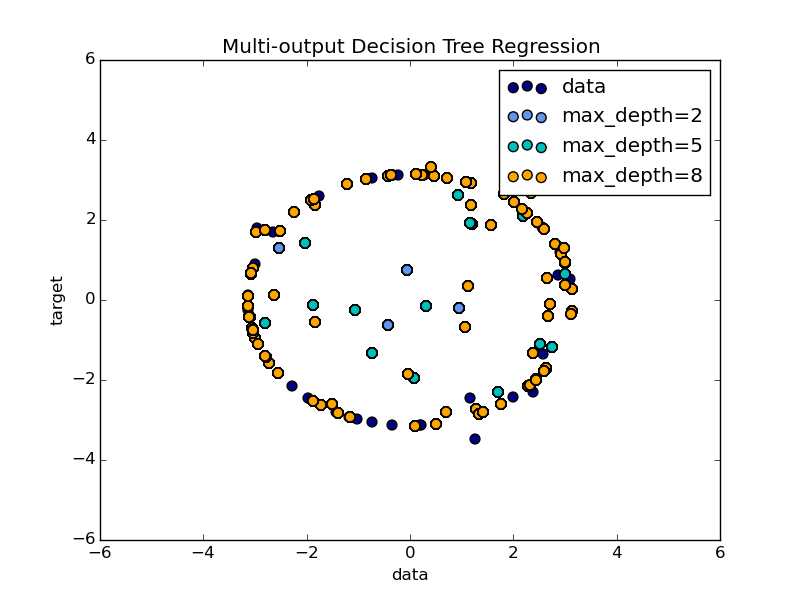 Multi-output Decision Tree Regression
data
max_depth=2
max_depth=5
max_depth=8
6
4
2
0
−2
−4
−6
target
−6 −4 −2 0 2 4 6
data